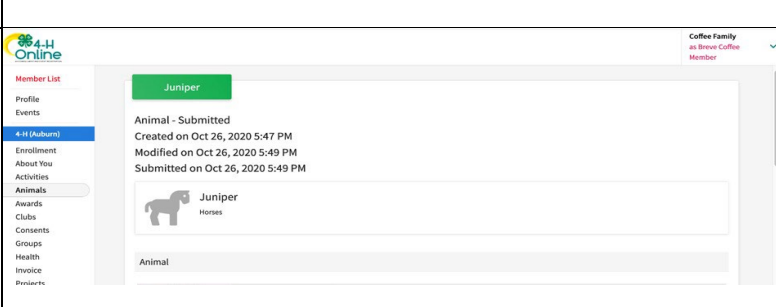 4-H
Online
Coffee Family
as Breve Coffee
Member
Member List
Profile
Events
4-H (Auburn)
Enrollment
About You
Activities
Animals
Awards
Clubs
Consents
Groups
Health
Invoice
Projects
Juniper
Animal - Submitted
Created on Oct 26, 2020 5:47 PM
Modified on Oct 26, 2020 5:49 PM
Submitted on Oct 26, 2020 5:49 PM
Juniper
Horses
Animal